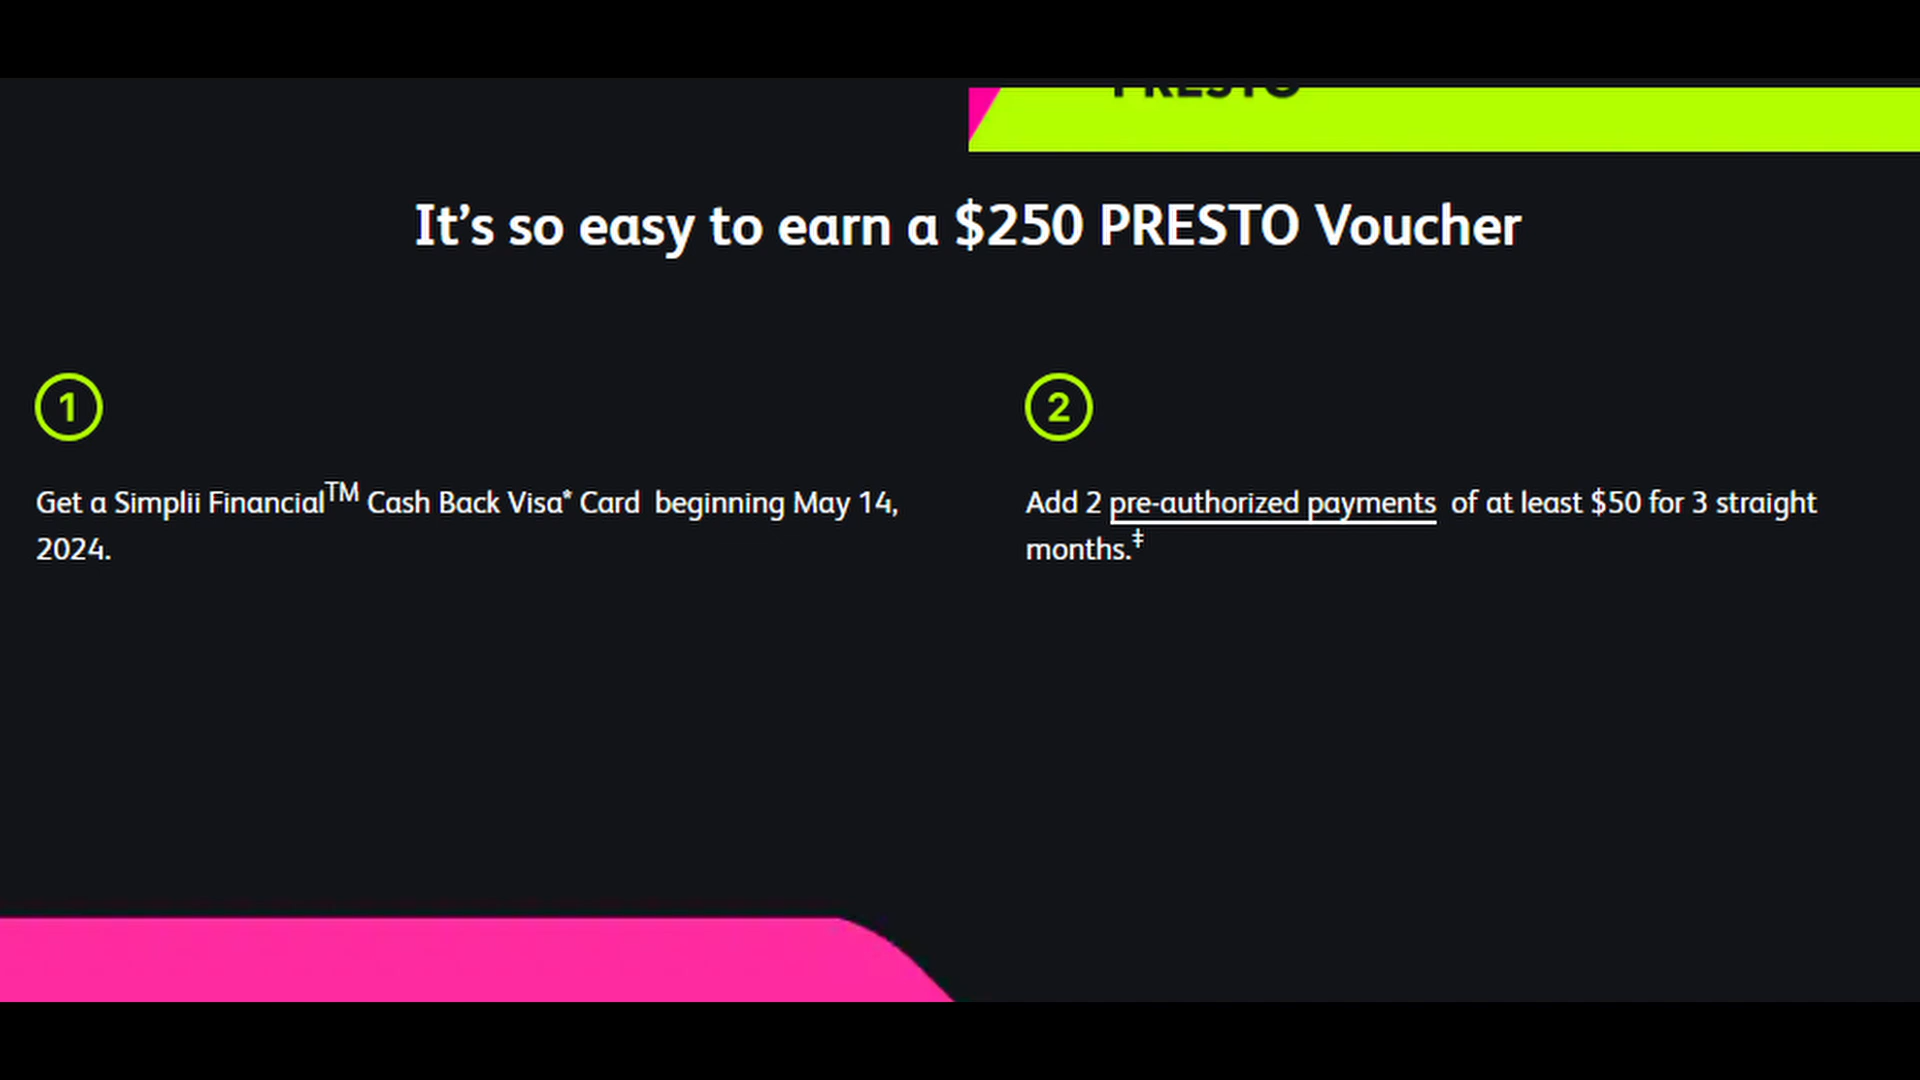 PRESTO
It’s so easy to earn a $250 PRESTO Voucher
1
Get a Simplii Financial™ Cash Back Visa* Card beginning May 14,
2024.
2
Add 2 pre-authorized payments of at least $50 for 3 straight
months.‡